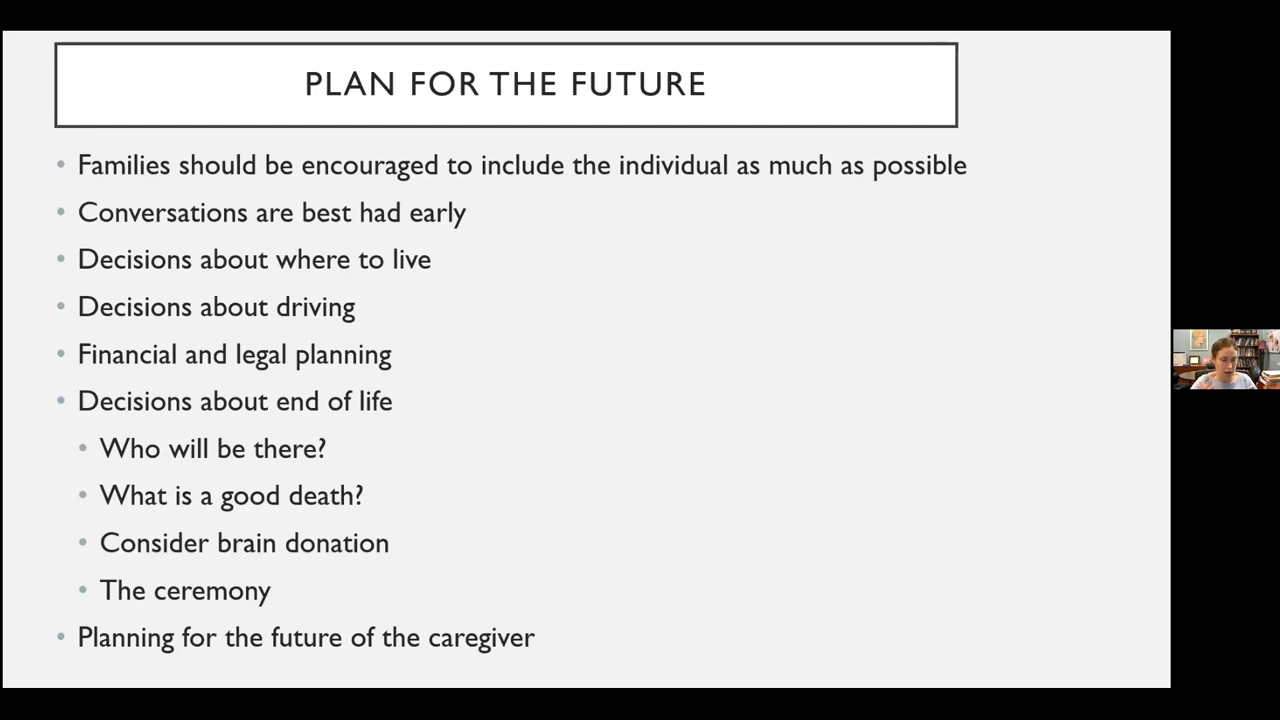 PLAN FOR THE FUTURE
• Families should be encouraged to include the individual as much as possible
• Conversations are best had early
• Decisions about where to live
• Decisions about driving
• Financial and legal planning
• Decisions about end of life
• Who will be there?
• What is a good death?
• Consider brain donation
• The ceremony
• Planning for the future of the caregiver